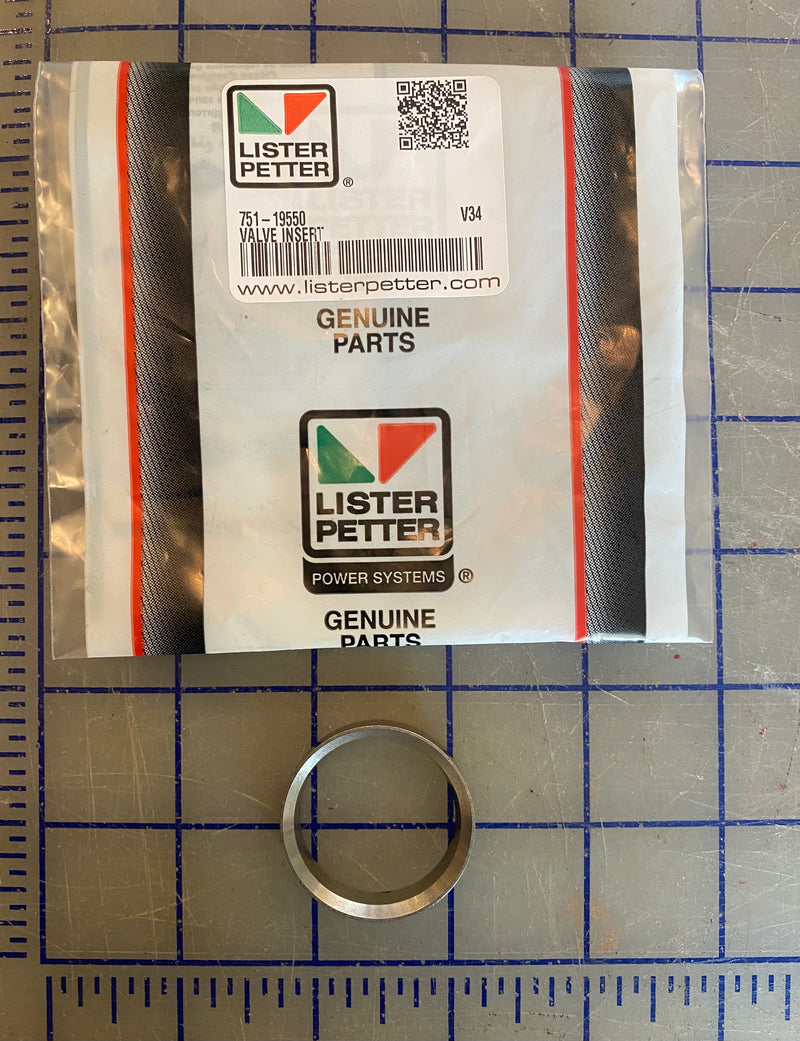 LISTER
PETTER
®
751-19550 V34
VALVE INSERT
www.listerpetter.com
GENUINE
PARTS
LISTER
PETTER
POWER SYSTEMS ®
GENUINE
PARTS